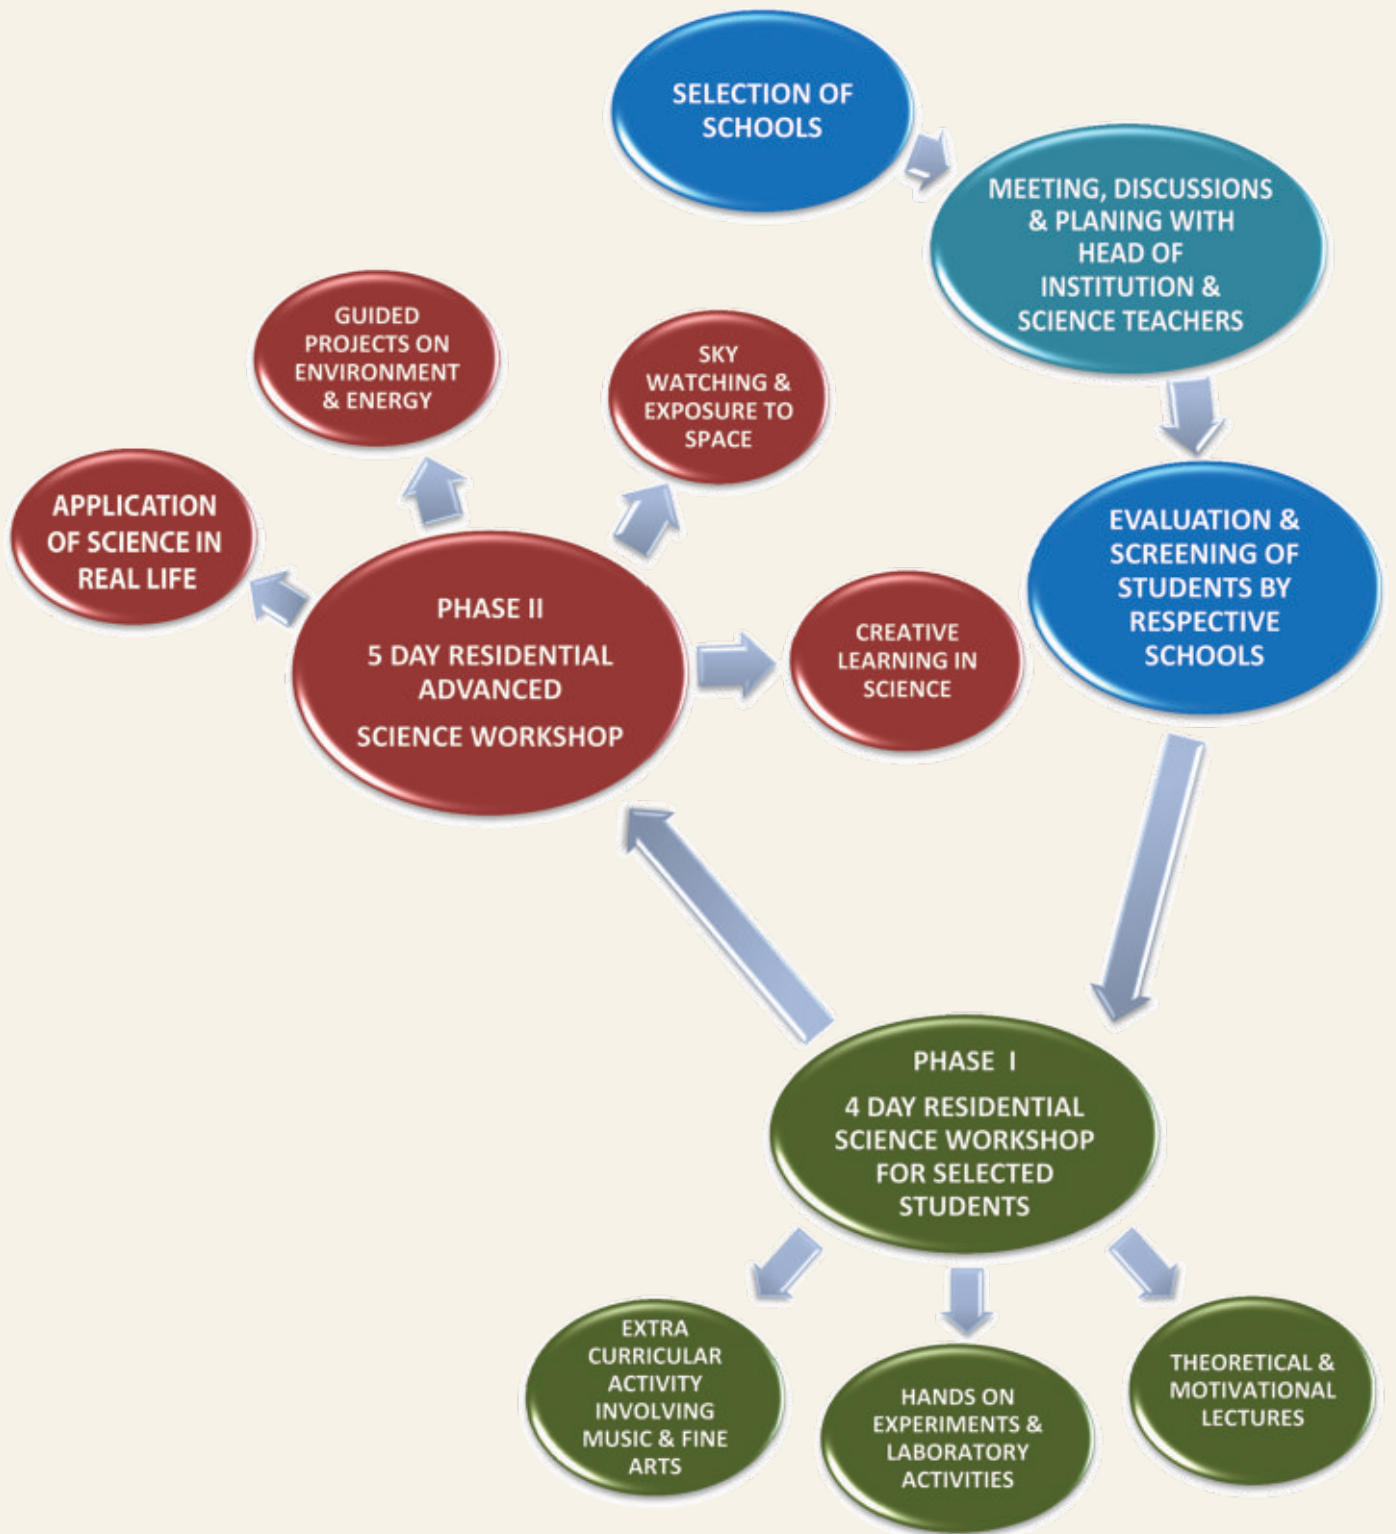 SELECTION OF
SCHOOLS
MEETING, DISCUSSIONS
& PLANING WITH
HEAD OF
INSTITUTION &
SCIENCE TEACHERS
EVALUATION &
SCREENING OF
STUDENTS BY
RESPECTIVE
SCHOOLS
PHASE I
4 DAY RESIDENTIAL
SCIENCE WORKSHOP
FOR SELECTED
STUDENTS
EXTRA
CURRICULAR
ACTIVITY
INVOLVING
MUSIC & FINE
ARTS
HANDS ON
EXPERIMENTS &
LABORATORY
ACTIVITIES
THEORETICAL &
MOTIVATIONAL
LECTURES
PHASE II
5 DAY RESIDENTIAL
ADVANCED
SCIENCE WORKSHOP
APPLICATION
OF SCIENCE IN
REAL LIFE
GUIDED
PROJECTS ON
ENVIRONMENT
& ENERGY
SKY
WATCHING &
EXPOSURE TO
SPACE
CREATIVE
LEARNING IN
SCIENCE